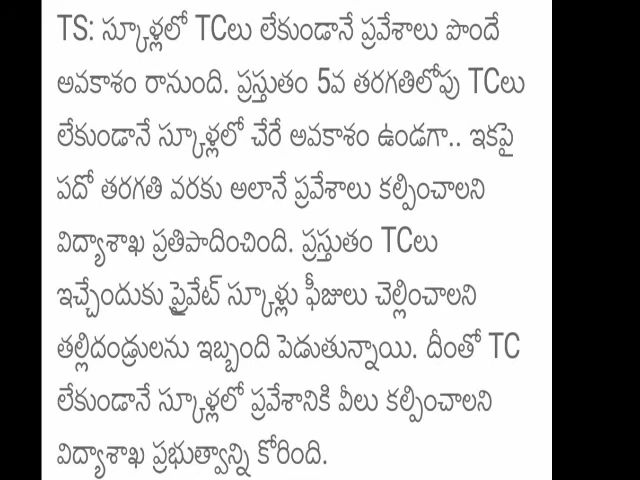 TS: స్కూళ్లలో TCలు లేకుండానే ప్రవేశాలు పొందే
అవకాశం రానుంది. ప్రస్తుతం 5వ తరగతిలోపు TCలు
లేకుండానే స్కూళ్లలో చేరే అవకాశం ఉండగా.. ఇకపై
పదో తరగతి వరకు అలానే ప్రవేశాలు కల్పించాలని
విద్యాశాఖ ప్రతిపాదించింది. ప్రస్తుతం TCలు
ఇచ్చేందుకు ప్రైవేట్ స్కూళ్లు ఫీజులు చెల్లించాలని
తల్లిదండ్రులను ఇబ్బంది పెడుతున్నాయి. దీంతో TC
లేకుండానే స్కూళ్లలో ప్రవేశానికి వీలు కల్పించాలని
విద్యాశాఖ ప్రభుత్వాన్ని కోరింది.